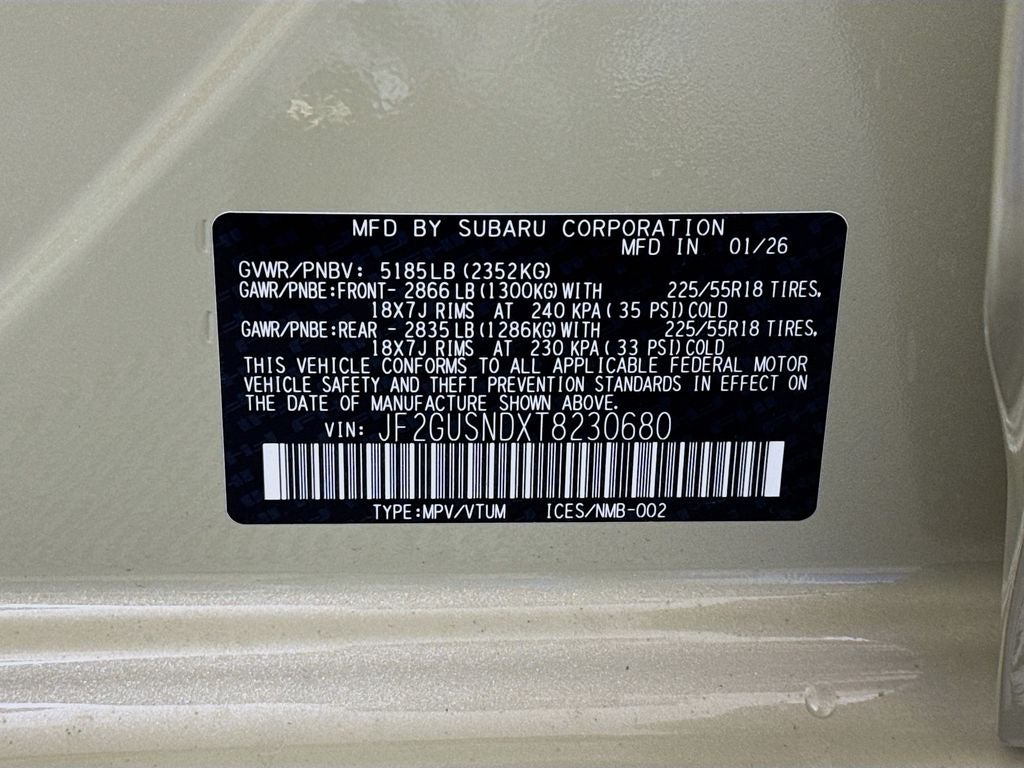 MFD BY SUBARU CORPORATION
MFD IN 01/26
GVWR/PNBV: 5185LB (2352KG)
GAWR/PNBE:FRONT- 2866 LB (1300KG) WITH 225/55R18 TIRES,
18X7J RIMS AT 240 KPA ( 35 PSI) COLD
GAWR/PNBE:REAR - 2835 LB (1286KG) WITH 225/55R18 TIRES,
18X7J RIMS AT 230 KPA ( 33 PSI) COLD
THIS VEHICLE CONFORMS TO ALL APPLICABLE FEDERAL MOTOR
VEHICLE SAFETY AND THEFT PREVENTION STANDARDS IN EFFECT ON
THE DATE OF MANUFACTURE SHOWN ABOVE.
VIN: JF2GUSNDXT8230680
TYPE:MPV/VTUM ICES/NMB-002